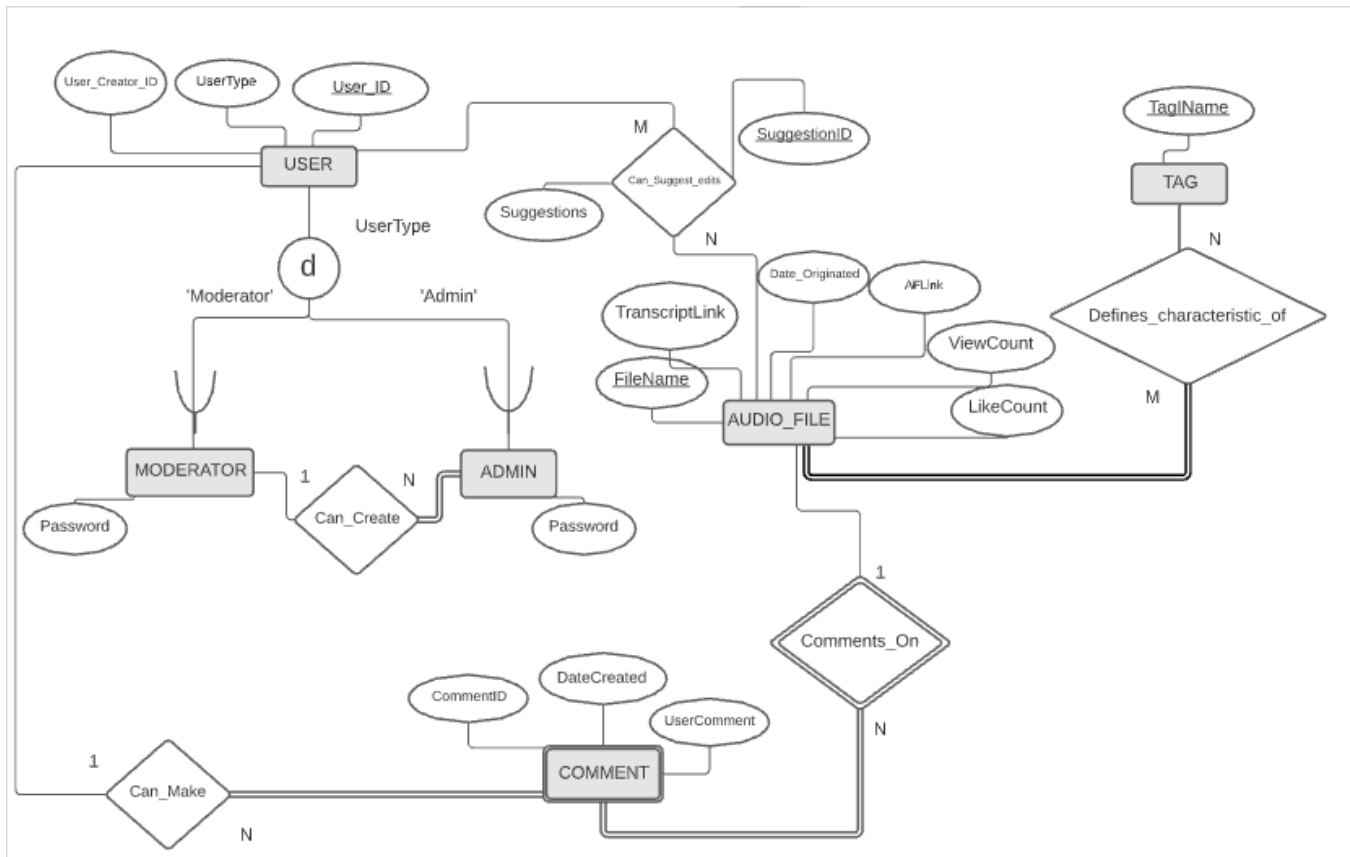 User_Creator_ID
UserType
User_ID
USER
UserType
d
'Moderator'
'Admin'
MODERATOR
Password
1
Can_Create
N
ADMIN
Password
M
Can_Suggest_edits
SuggestionID
Suggestions
N
TagIName
TAG
N
Defines_characteristic_of
M
Date_Originated
AiFLink
TranscriptLink
ViewCount
FileName
LikeCount
AUDIO_FILE
1
Comments_On
N
CommentID
DateCreated
UserComment
COMMENT
1
Can_Make
N